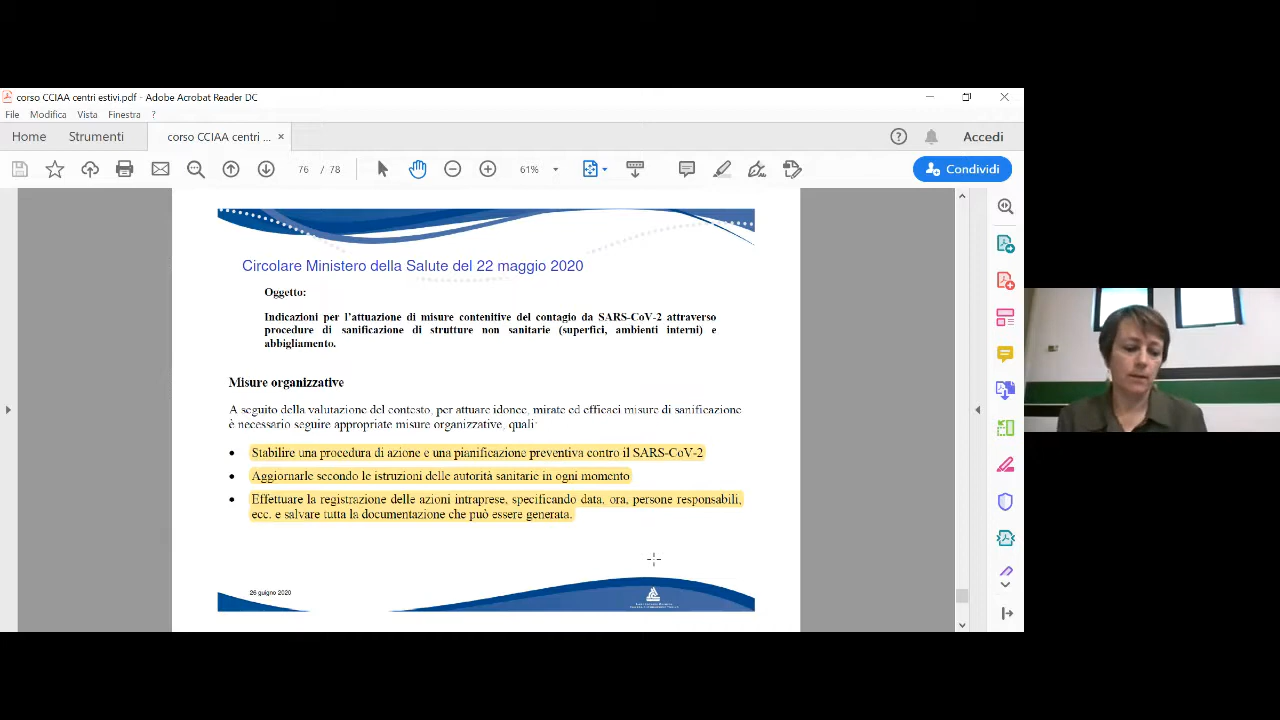 corso CCIAA centri estivi.pdf - Adobe Acrobat Reader DC
File Modifica Vista Finestra ?
Home Strumenti corso CCIAA centri ... × Accedi
76 / 78 61% Condividi
Circolare Ministero della Salute del 22 maggio 2020
Oggetto:
Indicazioni per l'attuazione di misure contenitive del contagio da SARS-CoV-2 attraverso
procedure di sanificazione di strutture non sanitarie (superfici, ambienti interni) e
abbigliamento.
Misure organizzative
A seguito della valutazione del contesto, per attuare idonee, mirate ed efficaci misure di sanificazione
è necessario seguire appropriate misure organizzative, quali:
• Stabilire una procedura di azione e una pianificazione preventiva contro il SARS-CoV-2
• Aggiornarle secondo le istruzioni delle autorità sanitarie in ogni momento
• Effettuare la registrazione delle azioni intraprese, specificando data, ora, persone responsabili,
ecc. e salvare tutta la documentazione che può essere generata.
26 guigno 2020